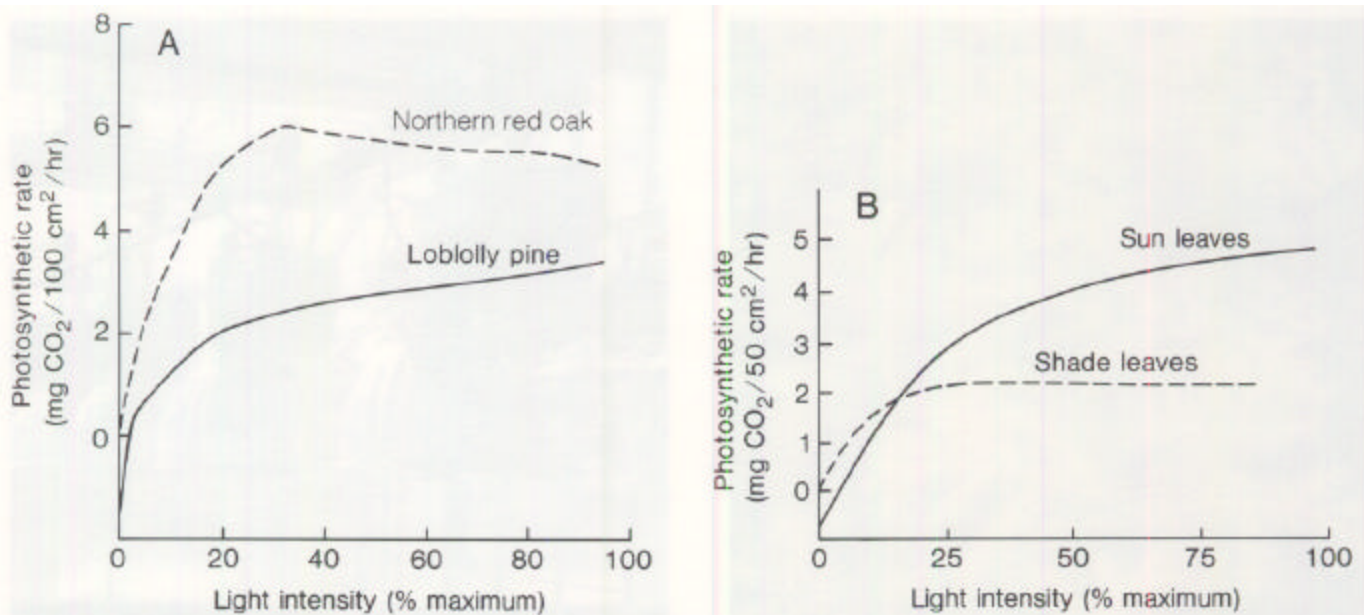 A
8
6
4
2
0
Photosynthetic rate
(mg CO₂/100 cm²/hr)
Northern red oak
Loblolly pine
0 20 40 60 80 100
Light intensity (% maximum)
B
5
4
3
2
1
0
Photosynthetic rate
(mg CO₂/50 cm²/hr)
Sun leaves
Shade leaves
0 25 50 75 100
Light intensity (% maximum)